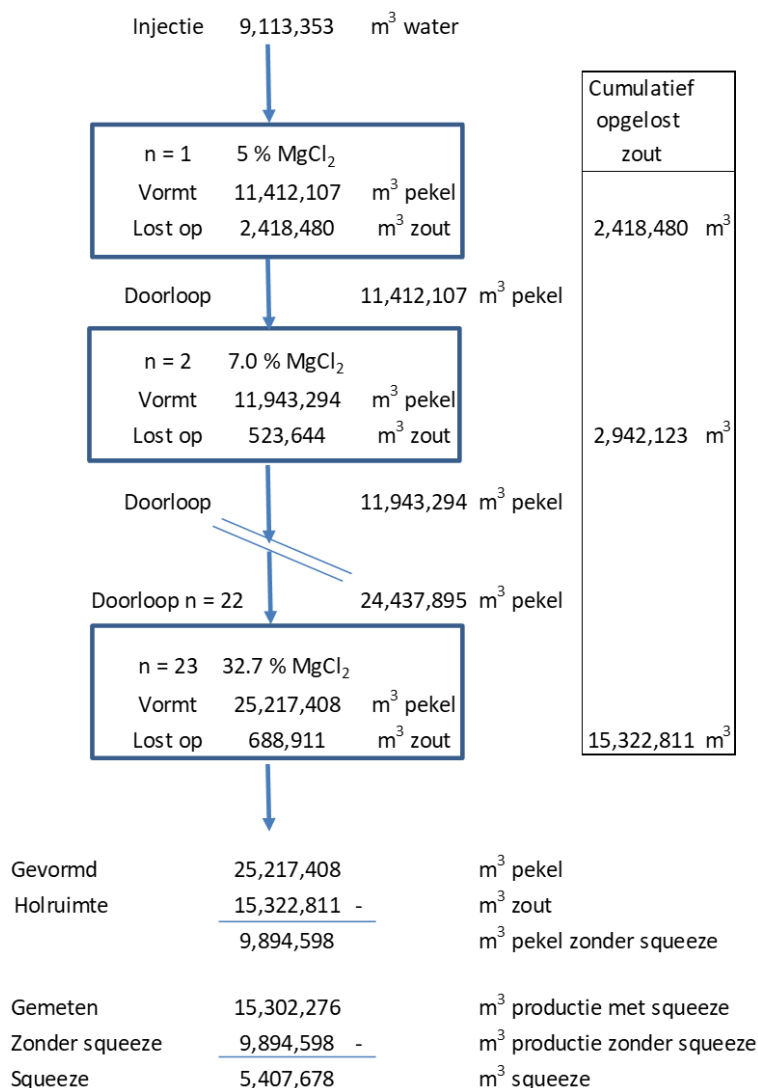 Injectie 9,113,353 m³ water
Cumulatief
opgelost
zout
n = 1 5 % MgCl₂
Vormt 11,412,107 m³ pekel
Lost op 2,418,480 m³ zout 2,418,480 m³
Doorloop 11,412,107 m³ pekel
n = 2 7.0 % MgCl₂
Vormt 11,943,294 m³ pekel
Lost op 523,644 m³ zout 2,942,123 m³
Doorloop 11,943,294 m³ pekel
Doorloop n = 22 24,437,895 m³ pekel
n = 23 32.7 % MgCl₂
Vormt 25,217,408 m³ pekel
Lost op 688,911 m³ zout 15,322,811 m³
Gevormd 25,217,408 m³ pekel
Holruimte 15,322,811 - m³ zout
9,894,598 m³ pekel zonder squeeze
Gemeten 15,302,276 m³ productie met squeeze
Zonder squeeze 9,894,598 - m³ productie zonder squeeze
Squeeze 5,407,678 m³ squeeze